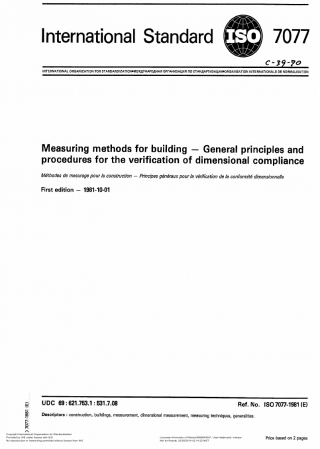 International Standard ISO 7077
C-39-90
INTERNATIONAL ORGANIZATION FOR STANDARDIZATION•МЕЖДУНАРОДНАЯ ОРГАНИЗАЦИЯ ПО СТАНДАРТИЗАЦИИ•ORGANISATION INTERNATIONALE DE NORMALISATION
Measuring methods for building — General principles and
procedures for the verification of dimensional compliance
Méthodes de mesurage pour la construction — Principes généraux pour la vérification de la conformité dimensionnelle
First edition — 1981-10-01
UDC 69 : 621.753.1 : 531.7.08
Ref. No. ISO 7077-1981 (E)
Descriptors : construction, buildings, measurement, dimensional measurement, measuring techniques, generalities.
ISO 7077-1981 (E)
Price based on 2 pages